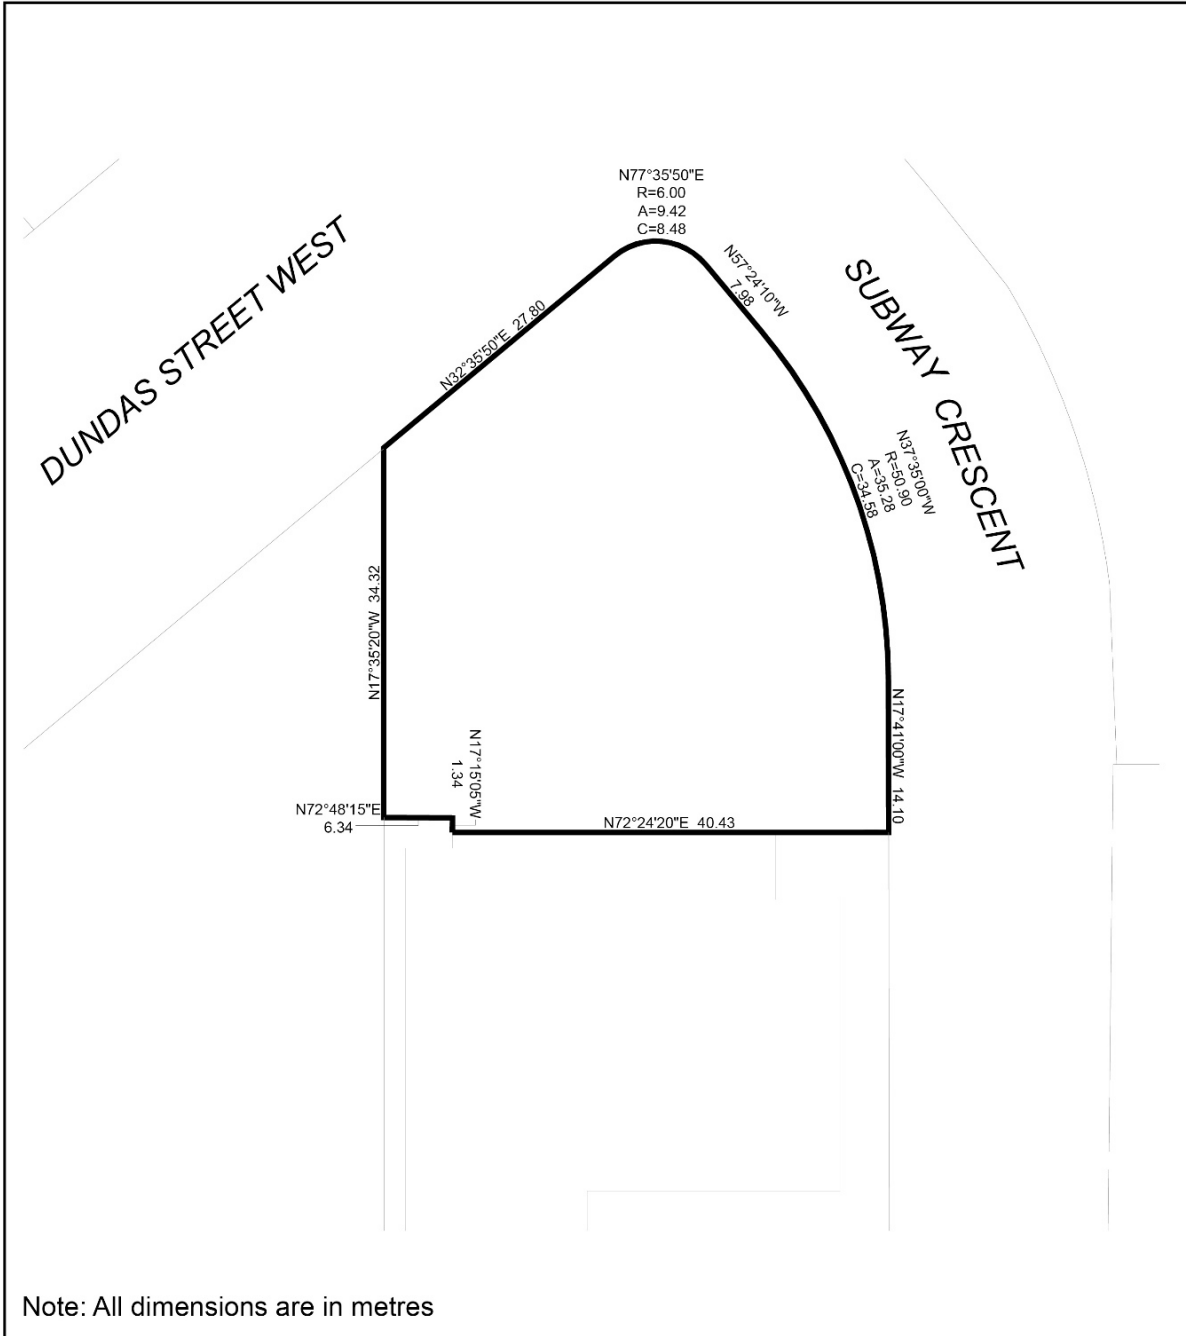 N77°35'50"E
R=6.00
A=9.42
C=8.48
N57°24'10"W
7.98
DUNDAS STREET WEST
SUBWAY CRESCENT
N32°35'50"E 27.80
N37°35'00"W
R=50.90
A=35.28
C=34.58
N17°35'20"W 34.32
N17°41'00"W 14.10
N17°15'05"W
1.34
N72°48'15"E
6.34
N72°24'20"E 40.43
Note: All dimensions are in metres